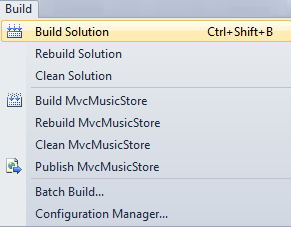 Build
Build Solution Ctrl+Shift+B
Rebuild Solution
Clean Solution
Build MvcMusicStore
Rebuild MvcMusicStore
Clean MvcMusicStore
Publish MvcMusicStore
Batch Build...
Configuration Manager...